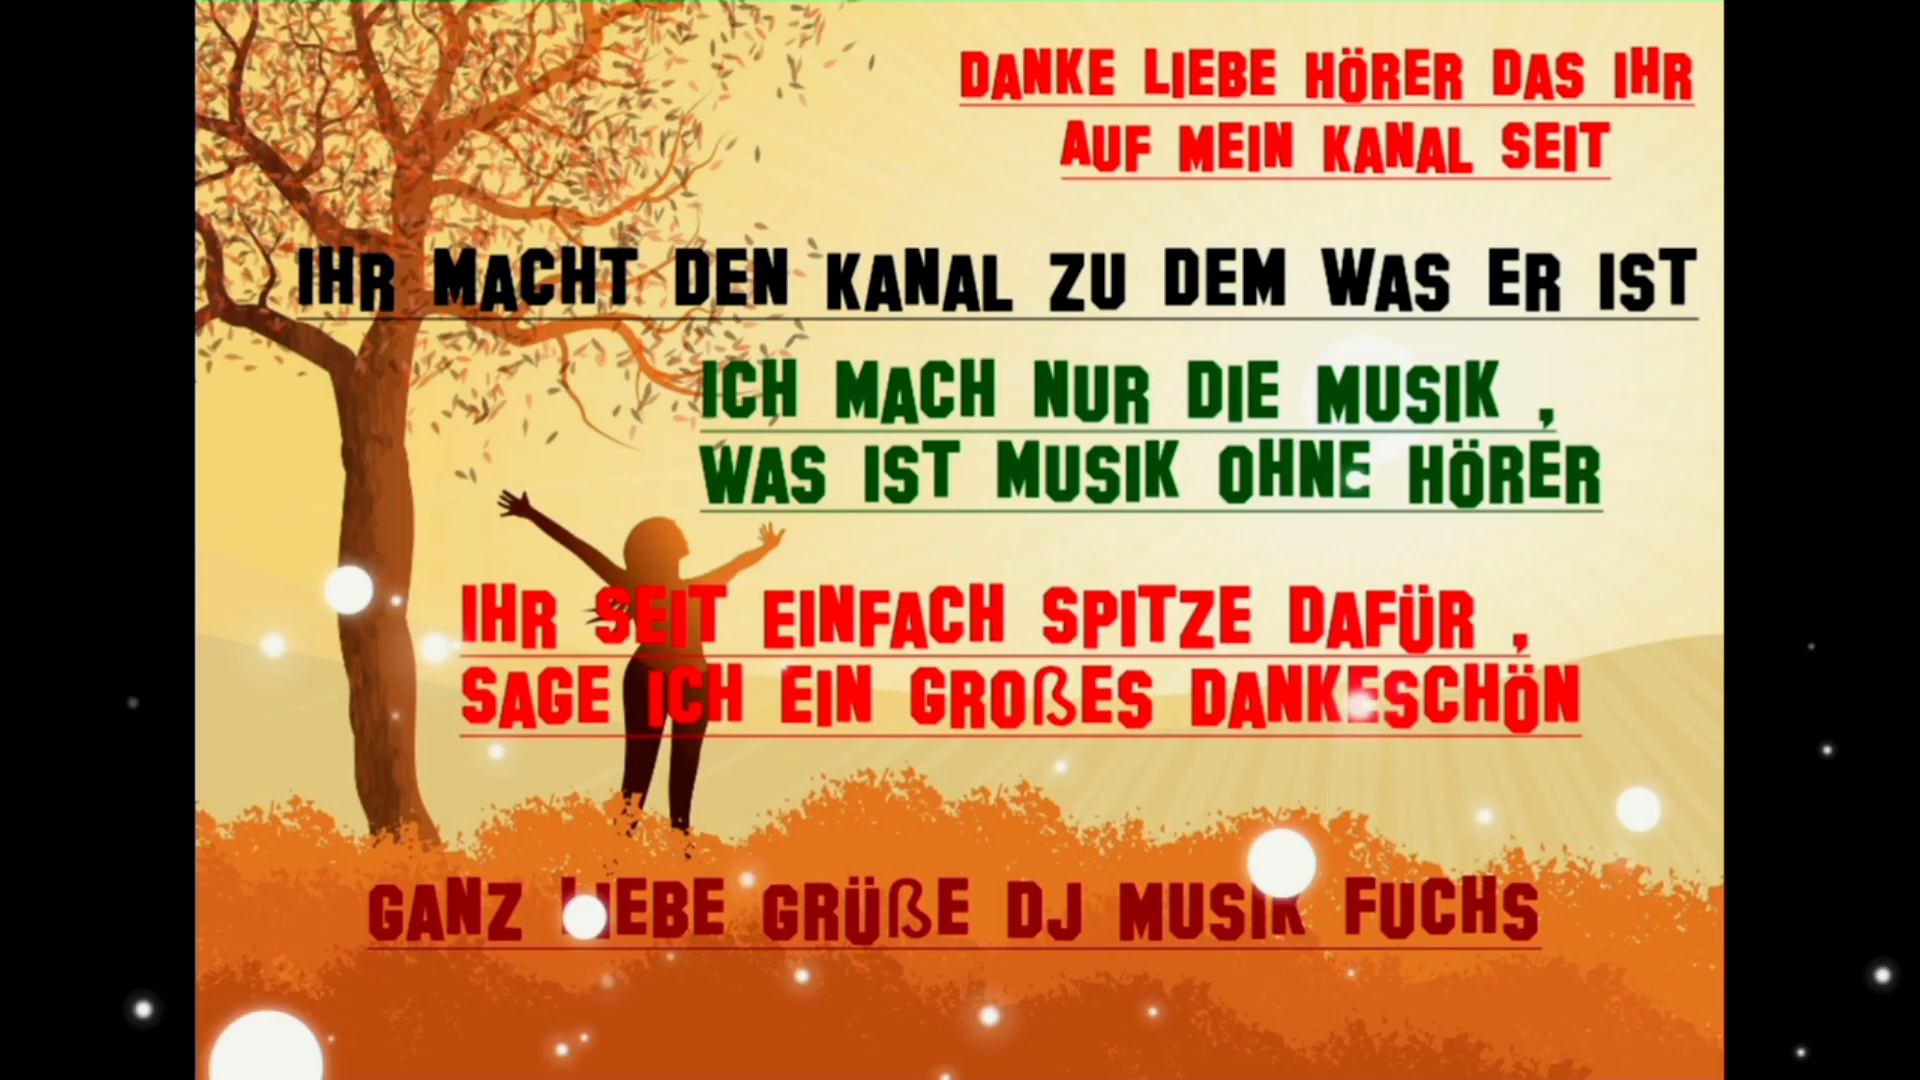 DANKE LIEBE HÖRER DAS IHR
AUF MEIN KANAL SEIT
IHR MACHT DEN KANAL ZU DEM WAS ER IST
ICH MACH NUR DIE MUSIK ,
WAS IST MUSIK OHNE HÖRER
IHR SEIT EINFACH SPITZE DAFÜR ,
SAGE ICH EIN GROßES DANKESCHÖN
GANZ LIEBE GRÜßE DJ MUSIK FUCHS